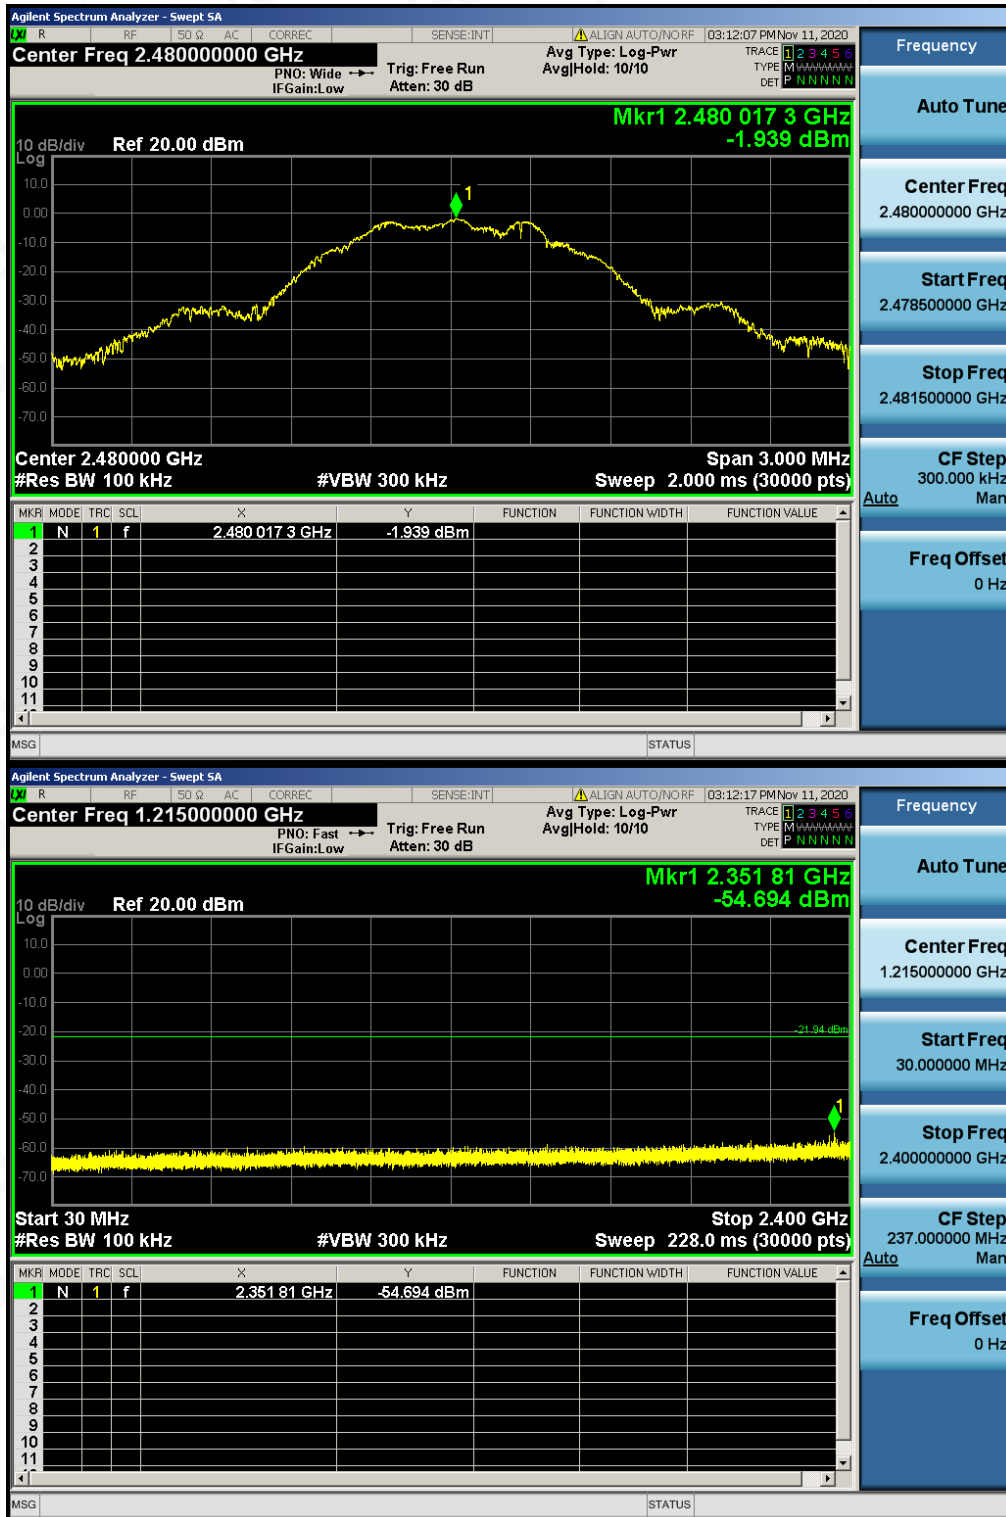 Agilent Spectrum Analyzer - Swept SA
LXI R RF 50 Ω AC CORREC SENSE:INT ALIGN AUTO/NO RF 03:12:07 PM Nov 11, 2020
Center Freq 2.480000000 GHz Avg Type: Log-Pwr TRACE 1 2 3 4 5 6
PNO: Wide Trig: Free Run Avg|Hold: 10/10 TYPE M WWWWW
IFGain:Low Atten: 30 dB DET P N N N N N
Mkr1 2.480 017 3 GHz
-1.939 dBm
10 dB/div Ref 20.00 dBm
Log
10.0
0.00
-10.0
-20.0
-30.0
-40.0
-50.0
-60.0
-70.0
1
Center 2.480000 GHz Span 3.000 MHz
#Res BW 100 kHz #VBW 300 kHz Sweep 2.000 ms (30000 pts)
MKR MODE TRC SCL X Y FUNCTION FUNCTION WIDTH FUNCTION VALUE
1 N 1 f 2.480 017 3 GHz -1.939 dBm
2
3
4
5
6
7
8
9
10
11
MSG STATUS
Frequency
Auto Tune
Center Freq
2.480000000 GHz
Start Freq
2.478500000 GHz
Stop Freq
2.481500000 GHz
CF Step
300.000 kHz
Auto Man
Freq Offset
0 Hz
Agilent Spectrum Analyzer - Swept SA
LXI R RF 50 Ω AC CORREC SENSE:INT ALIGN AUTO/NO RF 03:12:17 PM Nov 11, 2020
Center Freq 1.215000000 GHz Avg Type: Log-Pwr TRACE 1 2 3 4 5 6
PNO: Fast Trig: Free Run Avg|Hold: 10/10 TYPE M WWWWW
IFGain:Low Atten: 30 dB DET P N N N N N
Mkr1 2.351 81 GHz
-54.694 dBm
10 dB/div Ref 20.00 dBm
Log
10.0
0.00
-10.0
-20.0
-30.0
-40.0
-50.0
-60.0
-70.0
-21.94 dBm
1
Start 30 MHz Stop 2.400 GHz
#Res BW 100 kHz #VBW 300 kHz Sweep 228.0 ms (30000 pts)
MKR MODE TRC SCL X Y FUNCTION FUNCTION WIDTH FUNCTION VALUE
1 N 1 f 2.351 81 GHz -54.694 dBm
2
3
4
5
6
7
8
9
10
11
MSG STATUS
Frequency
Auto Tune
Center Freq
1.215000000 GHz
Start Freq
30.000000 MHz
Stop Freq
2.400000000 GHz
CF Step
237.000000 MHz
Auto Man
Freq Offset
0 Hz